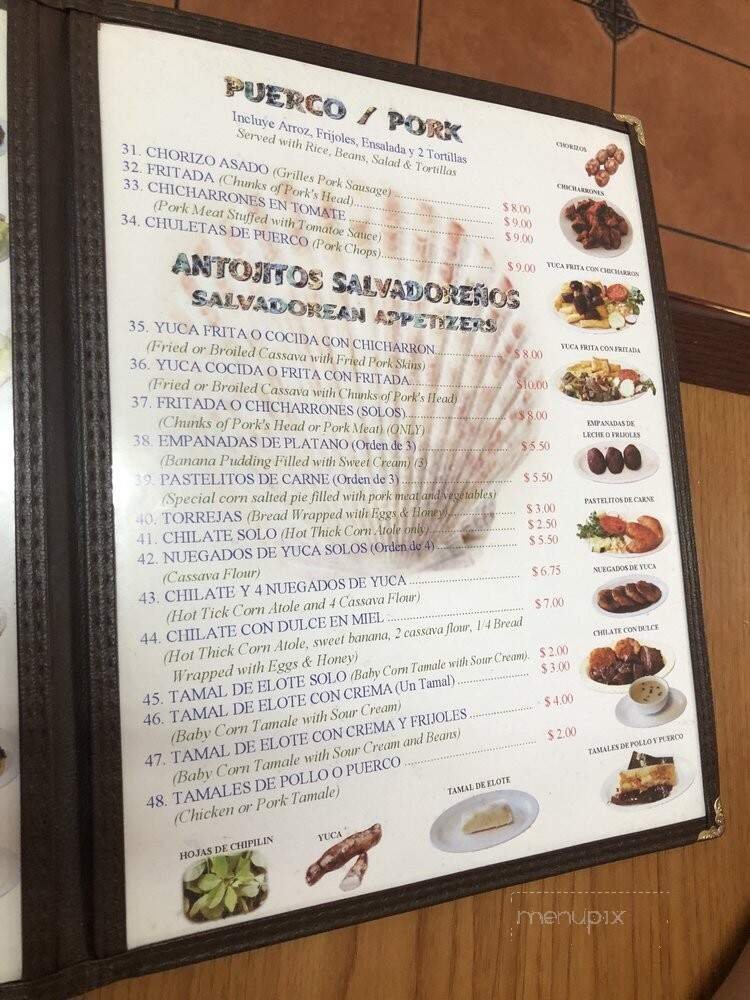 PUERCO / PORK
Incluye Arroz, Frijoles, Ensalada y 2 Tortillas
Served with Rice, Beans, Salad & Tortillas
31. CHORIZO ASADO (Grilles Pork Sausage) $ 8.00
32. FRITADA (Chunks of Pork's Head) $ 9.00
33. CHICHARRONES EN TOMATE $ 9.00
(Pork Meat Stuffed with Tomatoe Sauce)
34. CHULETAS DE PUERCO (Pork Chops) $ 9.00
ANTOJITOS SALVADOREÑOS
SALVADOREAN APPETIZERS
35. YUCA FRITA O COCIDA CON CHICHARRON $ 8.00
(Fried or Broiled Cassava with Fried Pork Skins)
36. YUCA COCIDA O FRITA CON FRITADA $10.00
(Fried or Broiled Cassava with Chunks of Pork's Head)
37. FRITADA O CHICHARRONES (SOLOS) $ 8.00
(Chunks of Pork's Head or Pork Meat) (ONLY)
38. EMPANADAS DE PLATANO (Orden de 3) $ 5.50
(Banana Pudding Filled with Sweet Cream) (3)
39. PASTELITOS DE CARNE (Orden de 3) $ 5.50
(Special corn salted pie filled with pork meat and vegetables)
40. TORREJAS (Bread Wrapped with Eggs & Honey) $ 3.00
41. CHILATE SOLO (Hot Thick Corn Atole only) $ 2.50
42. NUEGADOS DE YUCA SOLOS (Orden de 4) $ 5.50
(Cassava Flour)
43. CHILATE Y 4 NUEGADOS DE YUCA $ 6.75
(Hot Tick Corn Atole and 4 Cassava Flour)
44. CHILATE CON DULCE EN MIEL $ 7.00
(Hot Thick Corn Atole, sweet banana, 2 cassava flour, 1/4 Bread
Wrapped with Eggs & Honey)
45. TAMAL DE ELOTE SOLO (Baby Corn Tamale with Sour Cream). $ 2.00
46. TAMAL DE ELOTE CON CREMA (Un Tamal) $ 3.00
(Baby Corn Tamale with Sour Cream)
47. TAMAL DE ELOTE CON CREMA Y FRIJOLES $ 4.00
(Baby Corn Tamale with Sour Cream and Beans)
48. TAMALES DE POLLO O PUERCO $ 2.00
(Chicken or Pork Tamale)
CHORIZOS
CHICHARRONES
YUCA FRITA CON CHICHARRON
YUCA FRITA CON FRITADA
EMPANADAS DE
LECHE O FRIJOLES
PASTELITOS DE CARNE
NUEGADOS DE YUCA
CHILATE CON DULCE
TAMALES DE POLLO Y PUERCO
TAMAL DE ELOTE
YUCA
HOJAS DE CHIPILIN
menupix